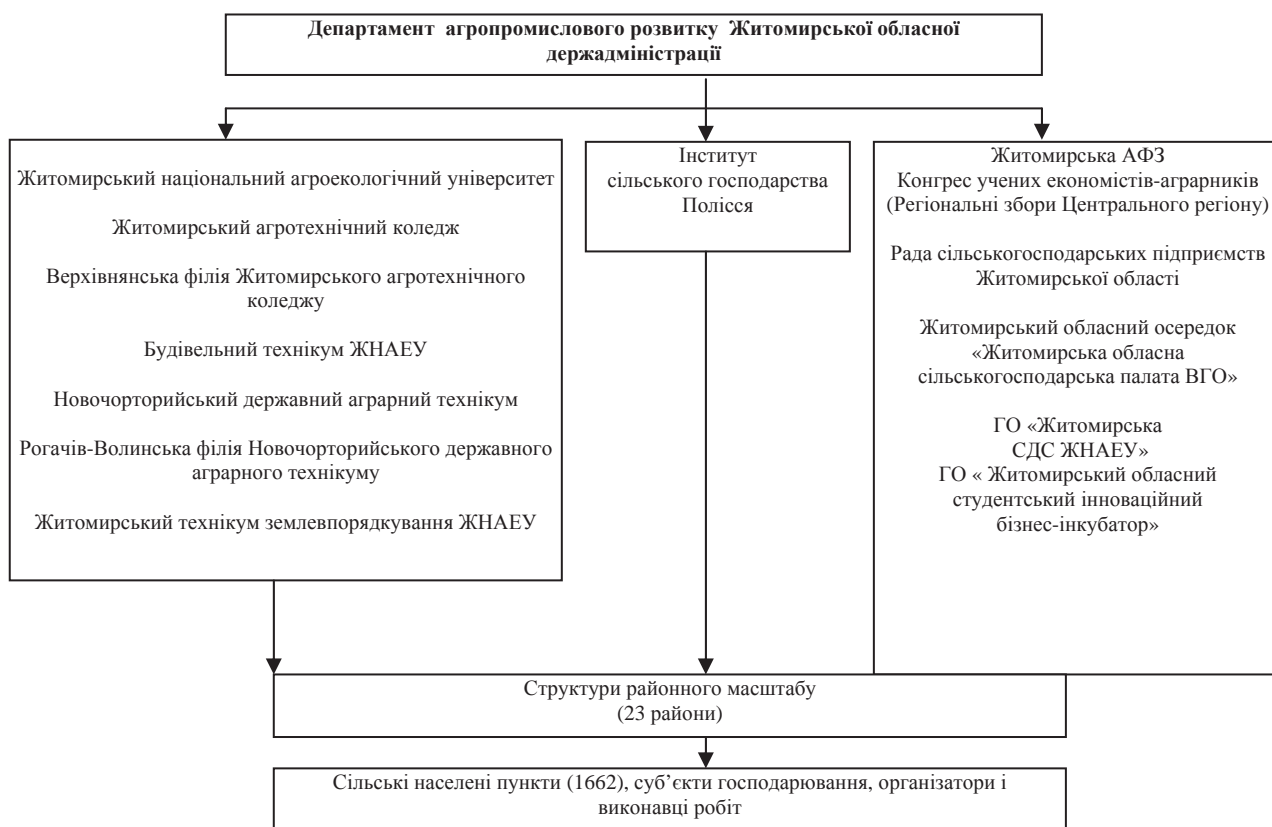 Департамент агропромислового розвитку Житомирської обласної
держадміністрації
Житомирський національний агроекологічний університет
Житомирський агротехнічний коледж
Верхівнянська філія Житомирського агротехнічного
коледжу
Будівельний технікум ЖНАЕУ
Новочорторийський державний аграрний технікум
Рогачів-Волинська філія Новочорторийського державного
аграрного технікуму
Житомирський технікум землевпорядкування ЖНАЕУ
Інститут
сільського господарства
Полісся
Житомирська АФЗ
Конгрес учених економістів-аграрників
(Регіональні збори Центрального регіону)
Рада сільськогосподарських підприємств
Житомирської області
Житомирський обласний осередок
«Житомирська обласна
сільськогосподарська палата ВГО»
ГО «Житомирська
СДС ЖНАЕУ»
ГО « Житомирський обласний
студентський інноваційний
бізнес-інкубатор»
Структури районного масштабу
(23 райони)
Сільські населені пункти (1662), суб’єкти господарювання, організатори і
виконавці робіт